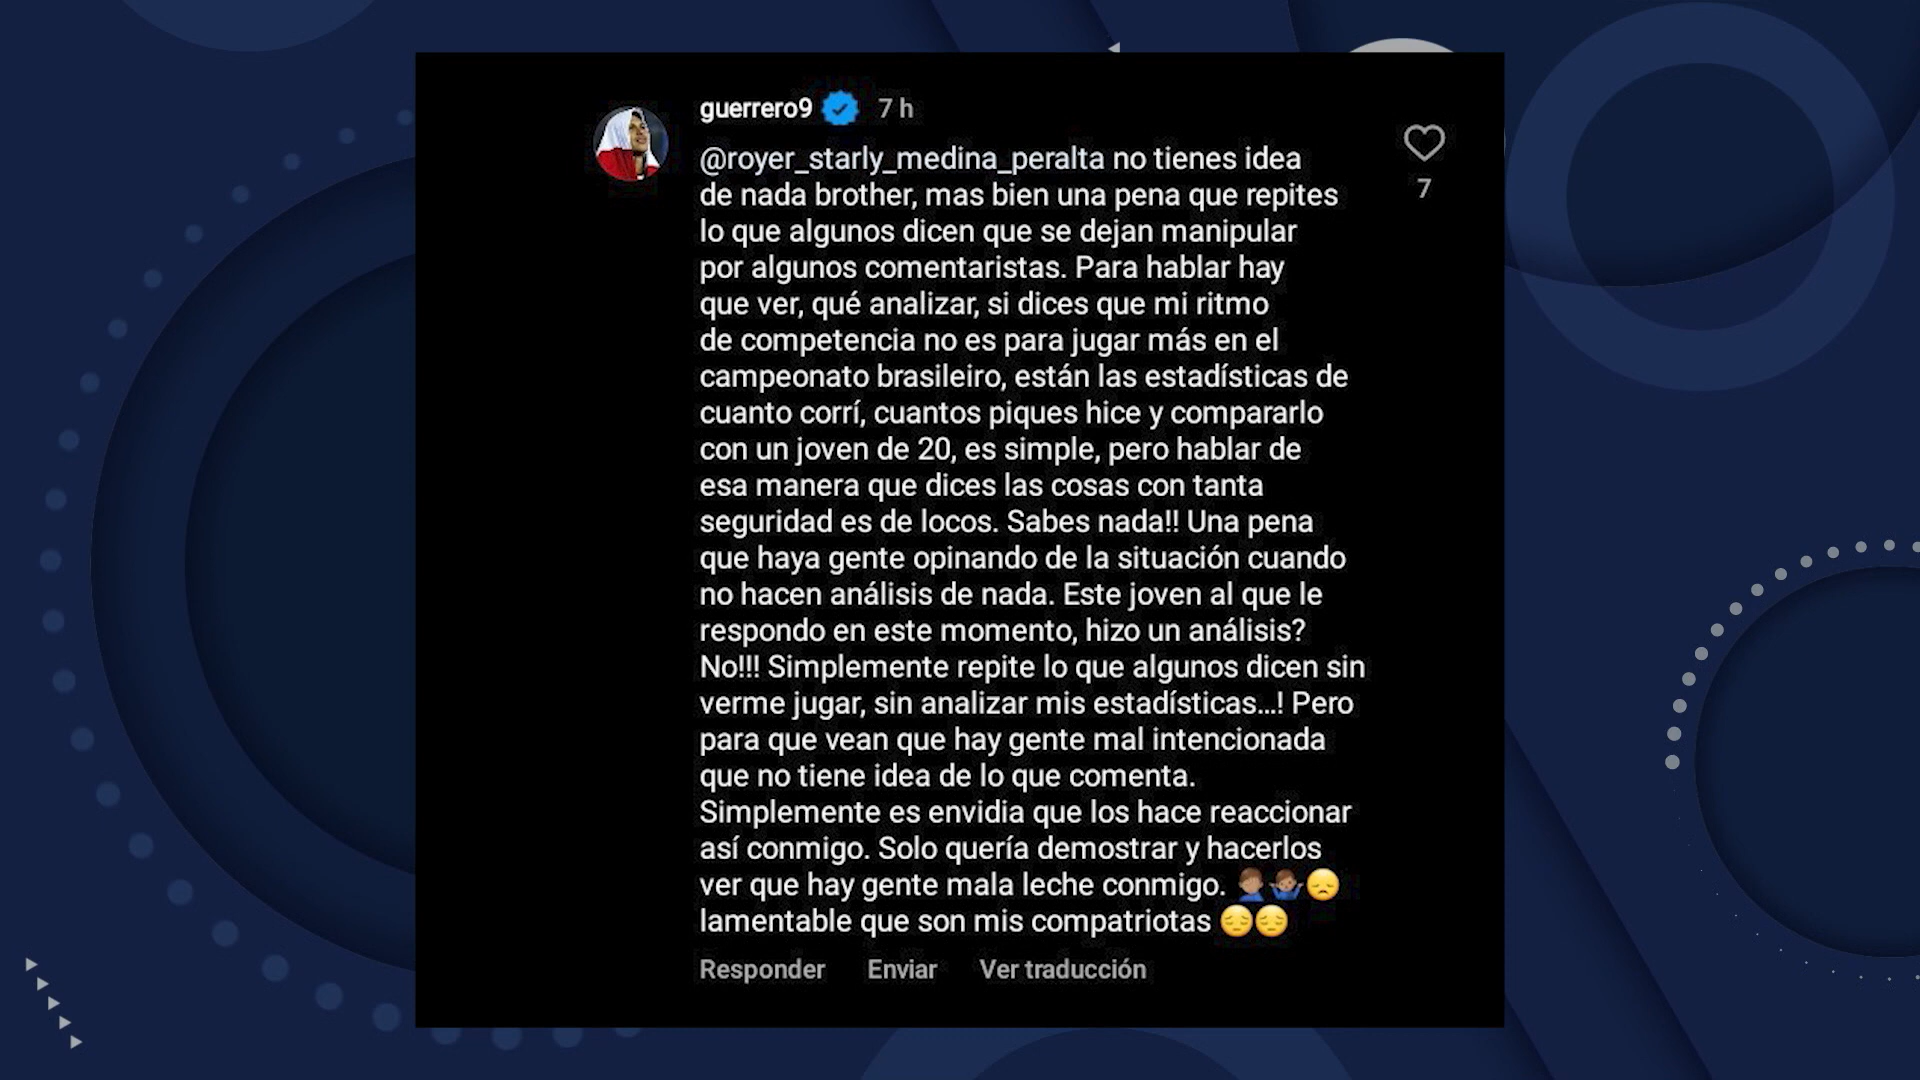 guerrero9 7 h
@royer_starly_medina_peralta no tienes idea
de nada brother, mas bien una pena que repites
lo que algunos dicen que se dejan manipular
por algunos comentaristas. Para hablar hay
que ver, qué analizar, si dices que mi ritmo
de competencia no es para jugar más en el
campeonato brasileiro, están las estadísticas de
cuanto corrí, cuantos piques hice y compararlo
con un joven de 20, es simple, pero hablar de
esa manera que dices las cosas con tanta
seguridad es de locos. Sabes nada!! Una pena
que haya gente opinando de la situación cuando
no hacen análisis de nada. Este joven al que le
respondo en este momento, hizo un análisis?
No!!! Simplemente repite lo que algunos dicen sin
verme jugar, sin analizar mis estadísticas...! Pero
para que vean que hay gente mal intencionada
que no tiene idea de lo que comenta.
Simplemente es envidia que los hace reaccionar
así conmigo. Solo quería demostrar y hacerlos
ver que hay gente mala leche conmigo. 🤦🏽‍♂️🤷🏽‍♂️😞
lamentable que son mis compatriotas 😔😔
7
Responder Enviar Ver traducción